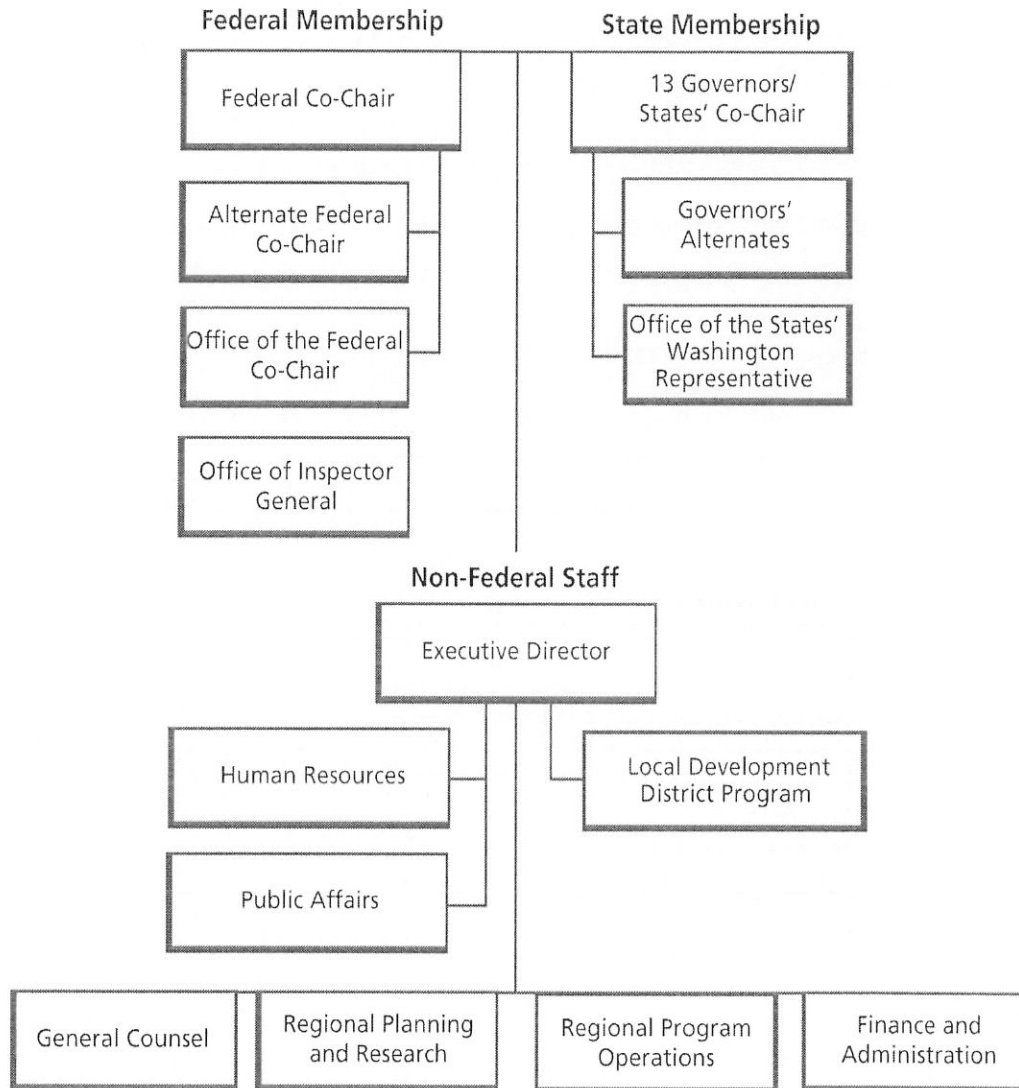 Federal Membership
State Membership
Federal Co-Chair
13 Governors/
States' Co-Chair
Alternate Federal
Co-Chair
Governors'
Alternates
Office of the Federal
Co-Chair
Office of the States'
Washington
Representative
Office of Inspector
General
Non-Federal Staff
Executive Director
Human Resources
Local Development
District Program
Public Affairs
General Counsel
Regional Planning
and Research
Regional Program
Operations
Finance and
Administration